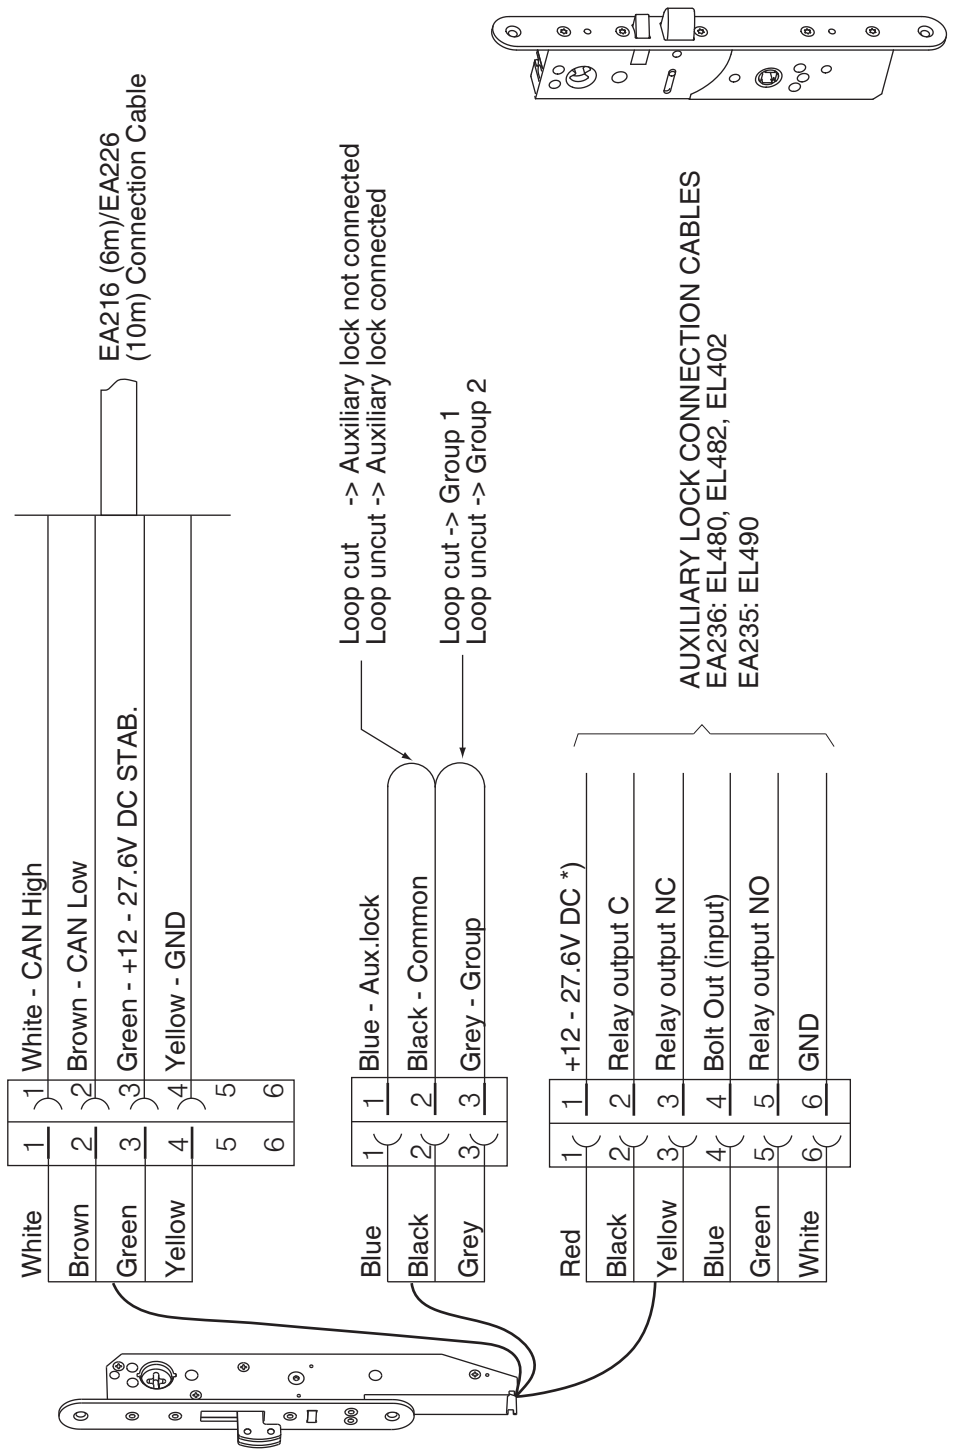 White
Brown
Green
Yellow
1
2
3
4
5
6
1
2
3
4
5
6
White - CAN High
Brown - CAN Low
Green - +12 - 27.6V DC STAB.
Yellow - GND
EA216 (6m)/EA226
(10m) Connection Cable
Blue
Black
Grey
1
2
3
1
2
3
Blue - Aux.lock
Black - Common
Grey - Group
Loop cut -> Auxiliary lock not connected
Loop uncut -> Auxiliary lock connected
Loop cut -> Group 1
Loop uncut -> Group 2
Red
Black
Yellow
Blue
Green
White
1
2
3
4
5
6
1
2
3
4
5
6
+12 - 27.6V DC *)
Relay output C
Relay output NC
Bolt Out (input)
Relay output NO
GND
AUXILIARY LOCK CONNECTION CABLES
EA236: EL480, EL482, EL402
EA235: EL490